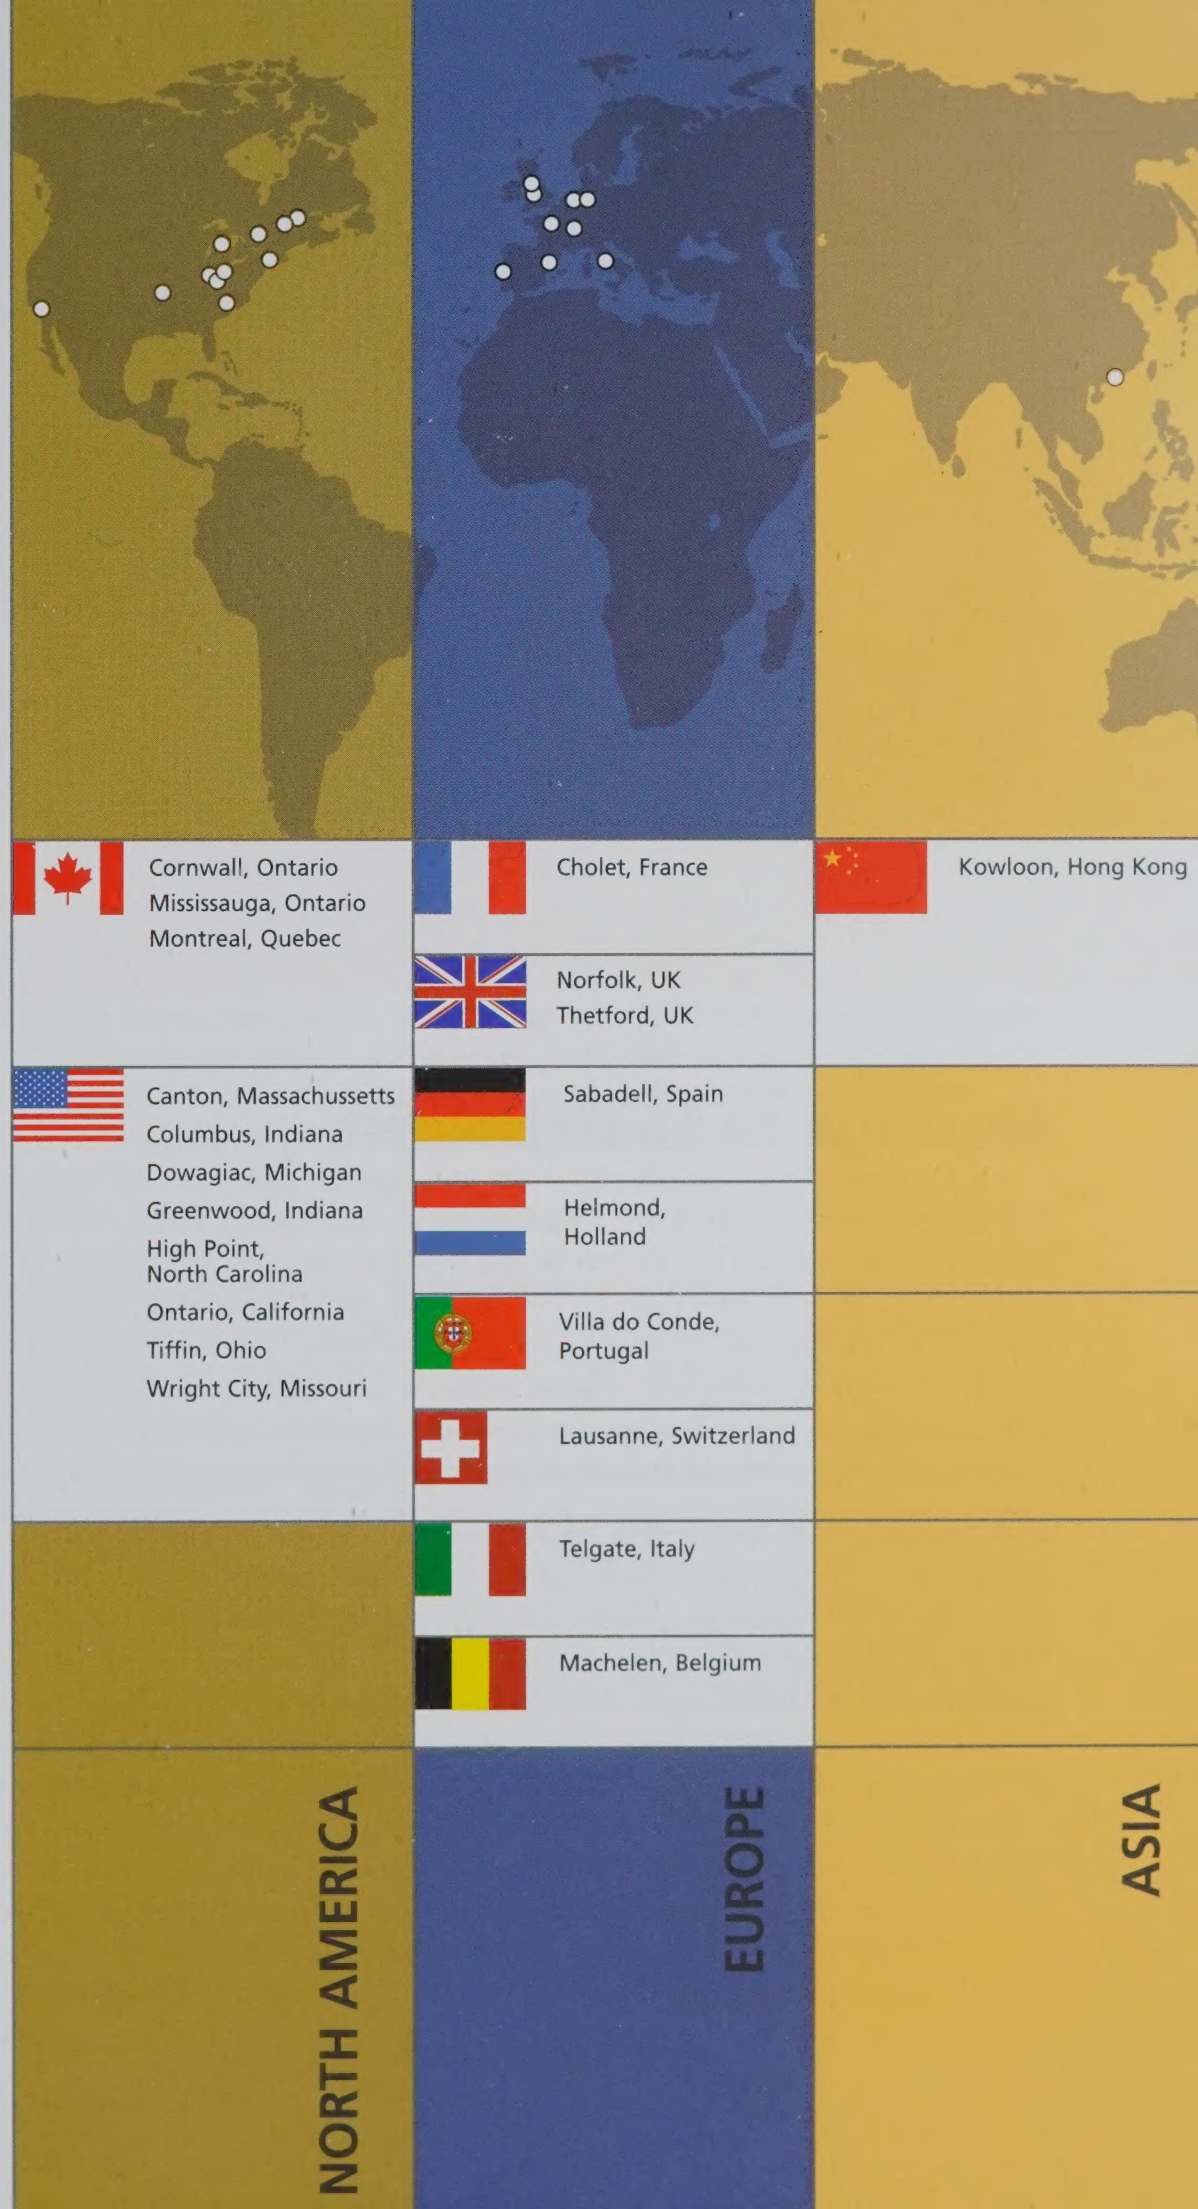 Cornwall, Ontario
Mississauga, Ontario
Montreal, Quebec
Canton, Massachussetts
Columbus, Indiana
Dowagiac, Michigan
Greenwood, Indiana
High Point,
North Carolina
Ontario, California
Tiffin, Ohio
Wright City, Missouri
NORTH AMERICA
Cholet, France
Norfolk, UK
Thetford, UK
Sabadell, Spain
Helmond,
Holland
Villa do Conde,
Portugal
Lausanne, Switzerland
Telgate, Italy
Machelen, Belgium
EUROPE
Kowloon, Hong Kong
ASIA